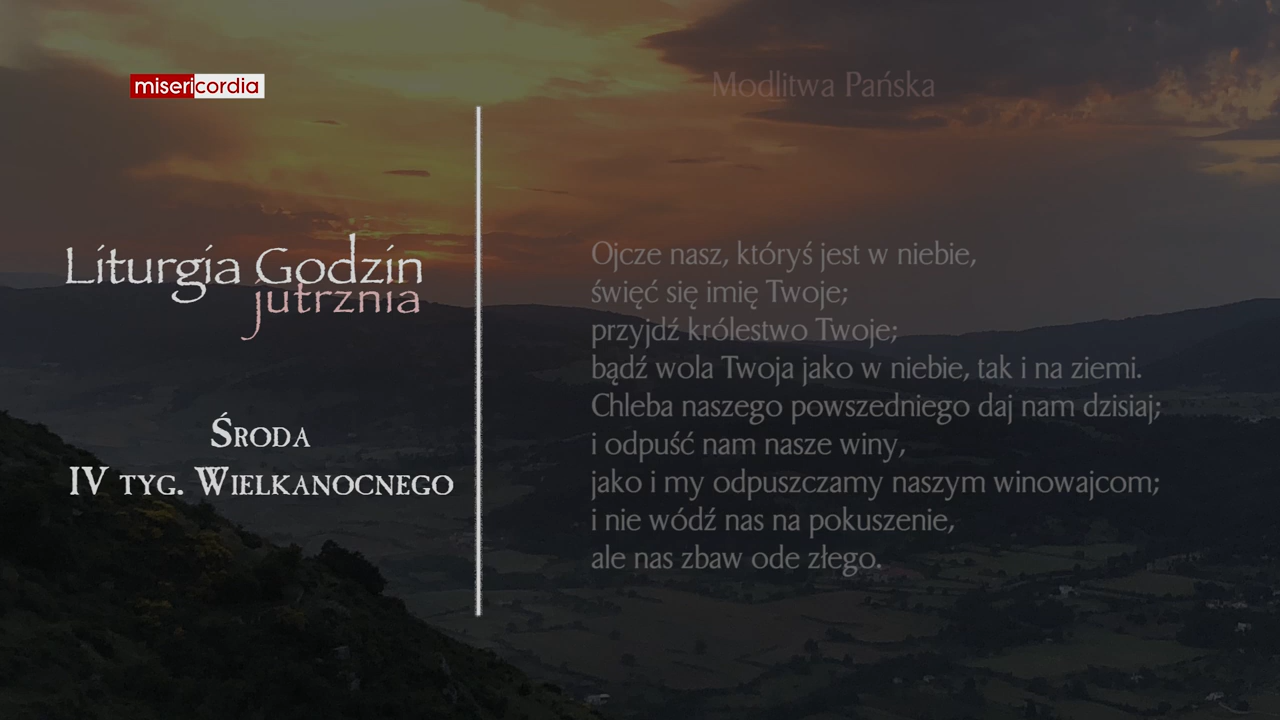 misericordia
Liturgia Godzin
jutrznia
Środa
IV tyg. Wielkanocnego
Modlitwa Pańska
Ojcze nasz, któryś jest w niebie,
święć się imię Twoje;
przyjdź królestwo Twoje;
bądź wola Twoja jako w niebie, tak i na ziemi.
Chleba naszego powszedniego daj nam dzisiaj;
i odpuść nam nasze winy,
jako i my odpuszczamy naszym winowajcom;
i nie wódź nas na pokuszenie,
ale nas zbaw ode złego.